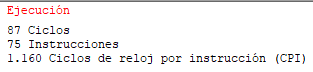 Ejecución
87 Ciclos
75 Instrucciones
1.160 Ciclos de reloj por instrucción (CPI)